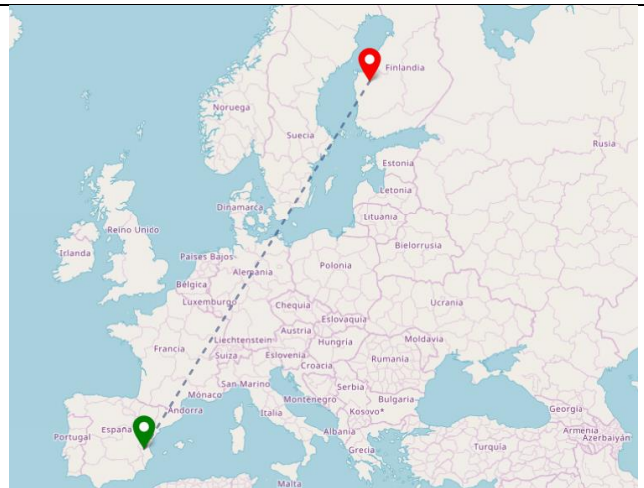 Finlandia
Noruega
Suecia
Rusia
Estonia
Letonia
Dinamarca
Lituania
Reino Unido
Irlanda
Bielorrusia
Países Bajos
Polonia
Alemania
Bélgica
Luxemburgo
Chequia
Ucrania
Eslovaquia
Austria
Liechtenstein
Hungría
Moldavia
Francia
Suiza
Eslovenia
Rumania
Croacia
San Marino
Serbia
Mónaco
Montenegro
Bulgaria
Andorra
Italia
Kosovo*
Georgia
España
Portugal
Albania
Armenia
Azerbaiyán
Grecia
Turquía
Malta